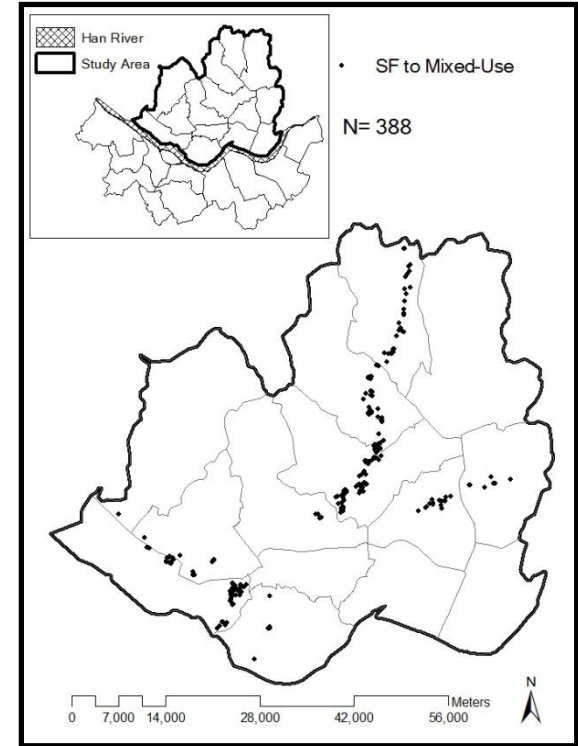 Han River
Study Area
SF to Mixed-Use
N= 388
N
Meters
0 7,000 14,000 28,000 42,000 56,000